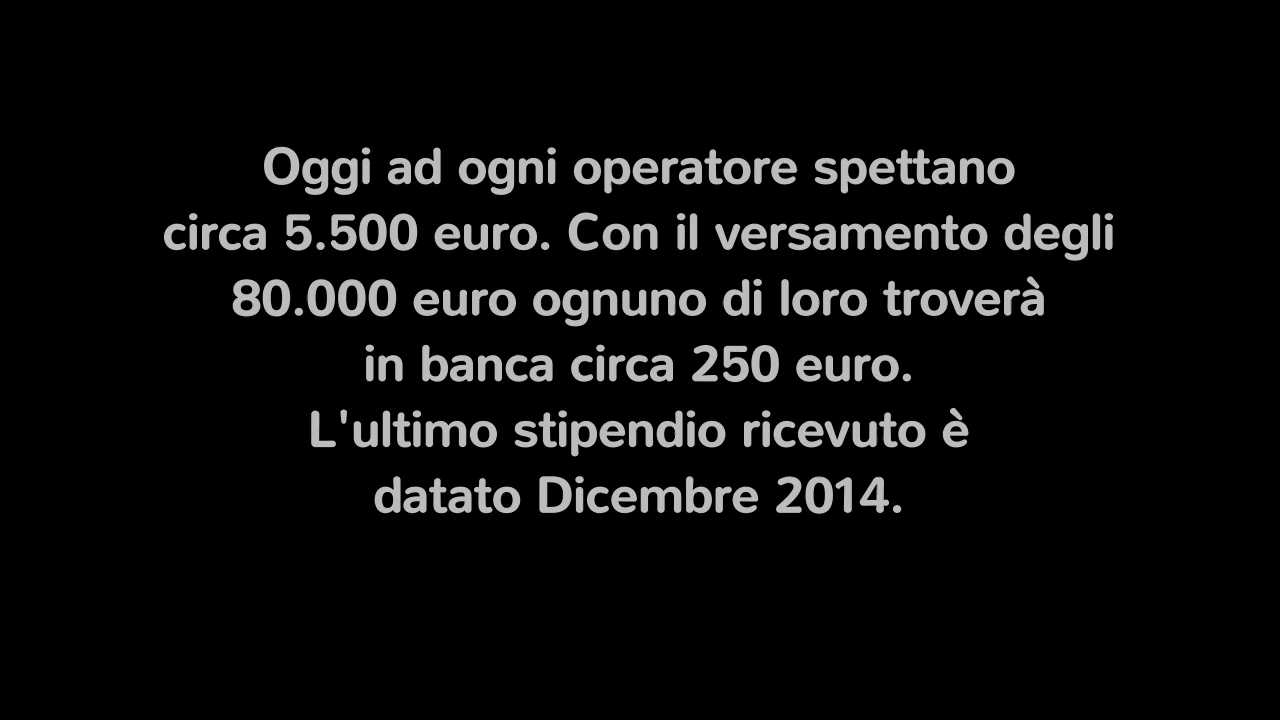 Oggi ad ogni operatore spettano
circa 5.500 euro. Con il versamento degli
80.000 euro ognuno di loro troverà
in banca circa 250 euro.
L'ultimo stipendio ricevuto è
datato Dicembre 2014.